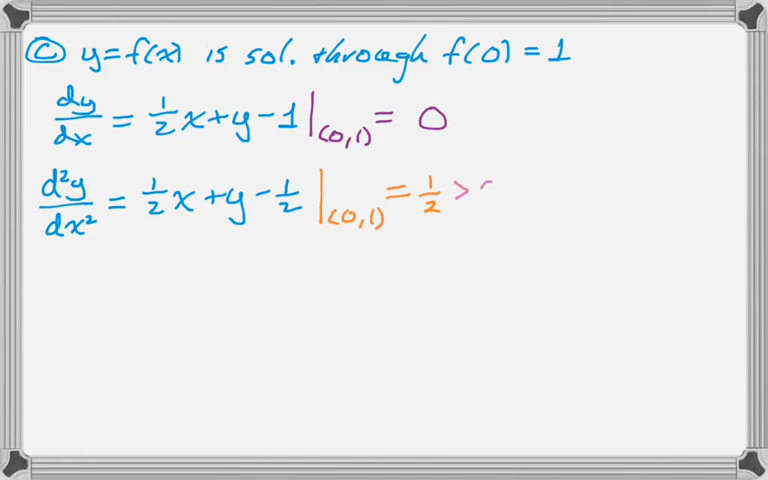 Ⓒ y=f(x) is sol. through f(0)=1
dy/dx = 1/2 x+y-1 |(0,1) = 0
d²y/dx² = 1/2 x+y-1/2 |(0,1) = 1/2 >